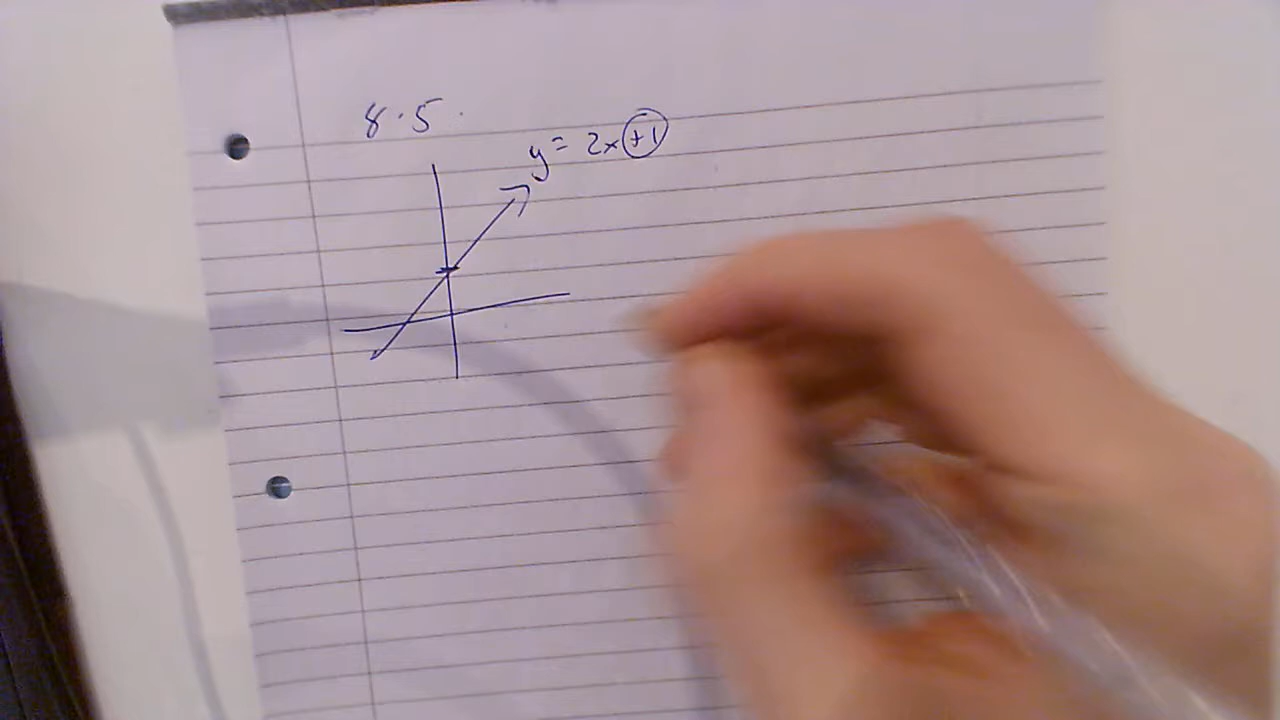 8.5.
y = 2x +1